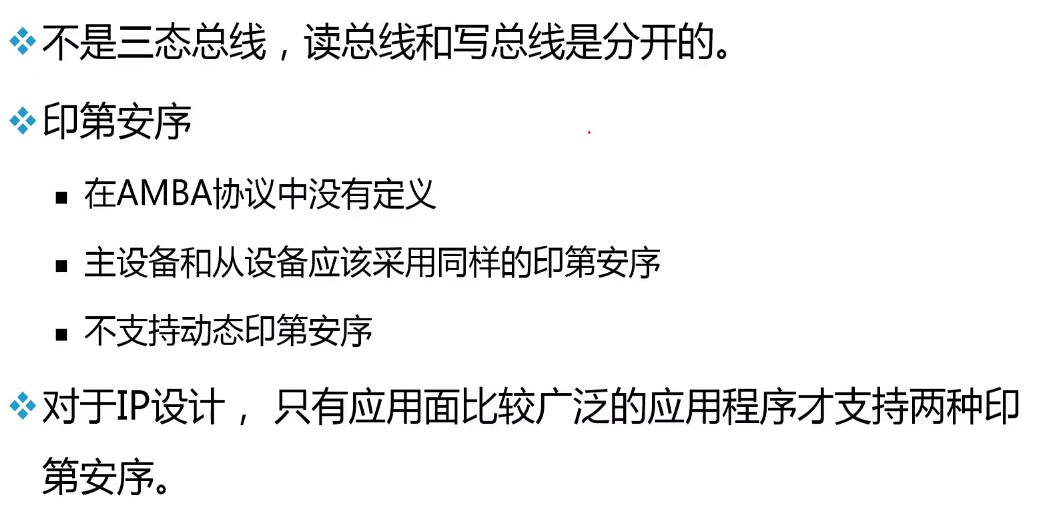 不是三态总线，读总线和写总线是分开的。
印第安序
在AMBA协议中没有定义
主设备和从设备应该采用同样的印第安序
不支持动态印第安序
对于IP设计， 只有应用面比较广泛的应用程序才支持两种印
第安序。